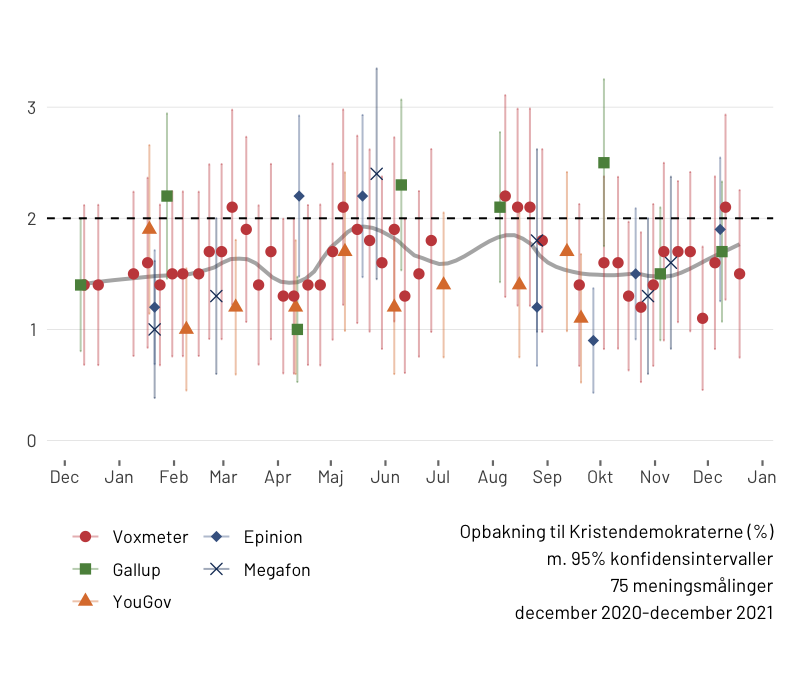 3
2
1
0
Dec Jan Feb Mar Apr Maj Jun Jul Aug Sep Okt Nov Dec Jan
Voxmeter Epinion
Gallup Megafon
YouGov
Opbakning til Kristendemokraterne (%)
m. 95% konfidensintervaller
75 meningsmålinger
december 2020-december 2021